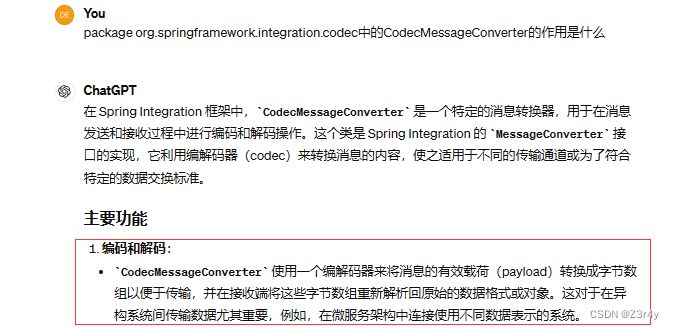 DE
You
package org.springframework.integration.codec中的CodecMessageConverter的作用是什么
ChatGPT
在 Spring Integration 框架中，`CodecMessageConverter` 是一个特定的消息转换器，用于在消息
发送和接收过程中进行编码和解码操作。这个类是 Spring Integration 的 `MessageConverter` 接
口的实现，它利用编解码器（codec）来转换消息的内容，使之适用于不同的传输通道或为了符合
特定的数据交换标准。
主要功能
1. 编码和解码：
• `CodecMessageConverter` 使用一个编解码器来将消息的有效载荷（payload）转换成字节数
组以便于传输，并在接收端将这些字节数组重新解析回原始的数据格式或对象。这对于在异
构系统间传输数据尤其重要，例如，在微服务架构中连接使用不同数据表示的系统。
CSDN @Z3r4y